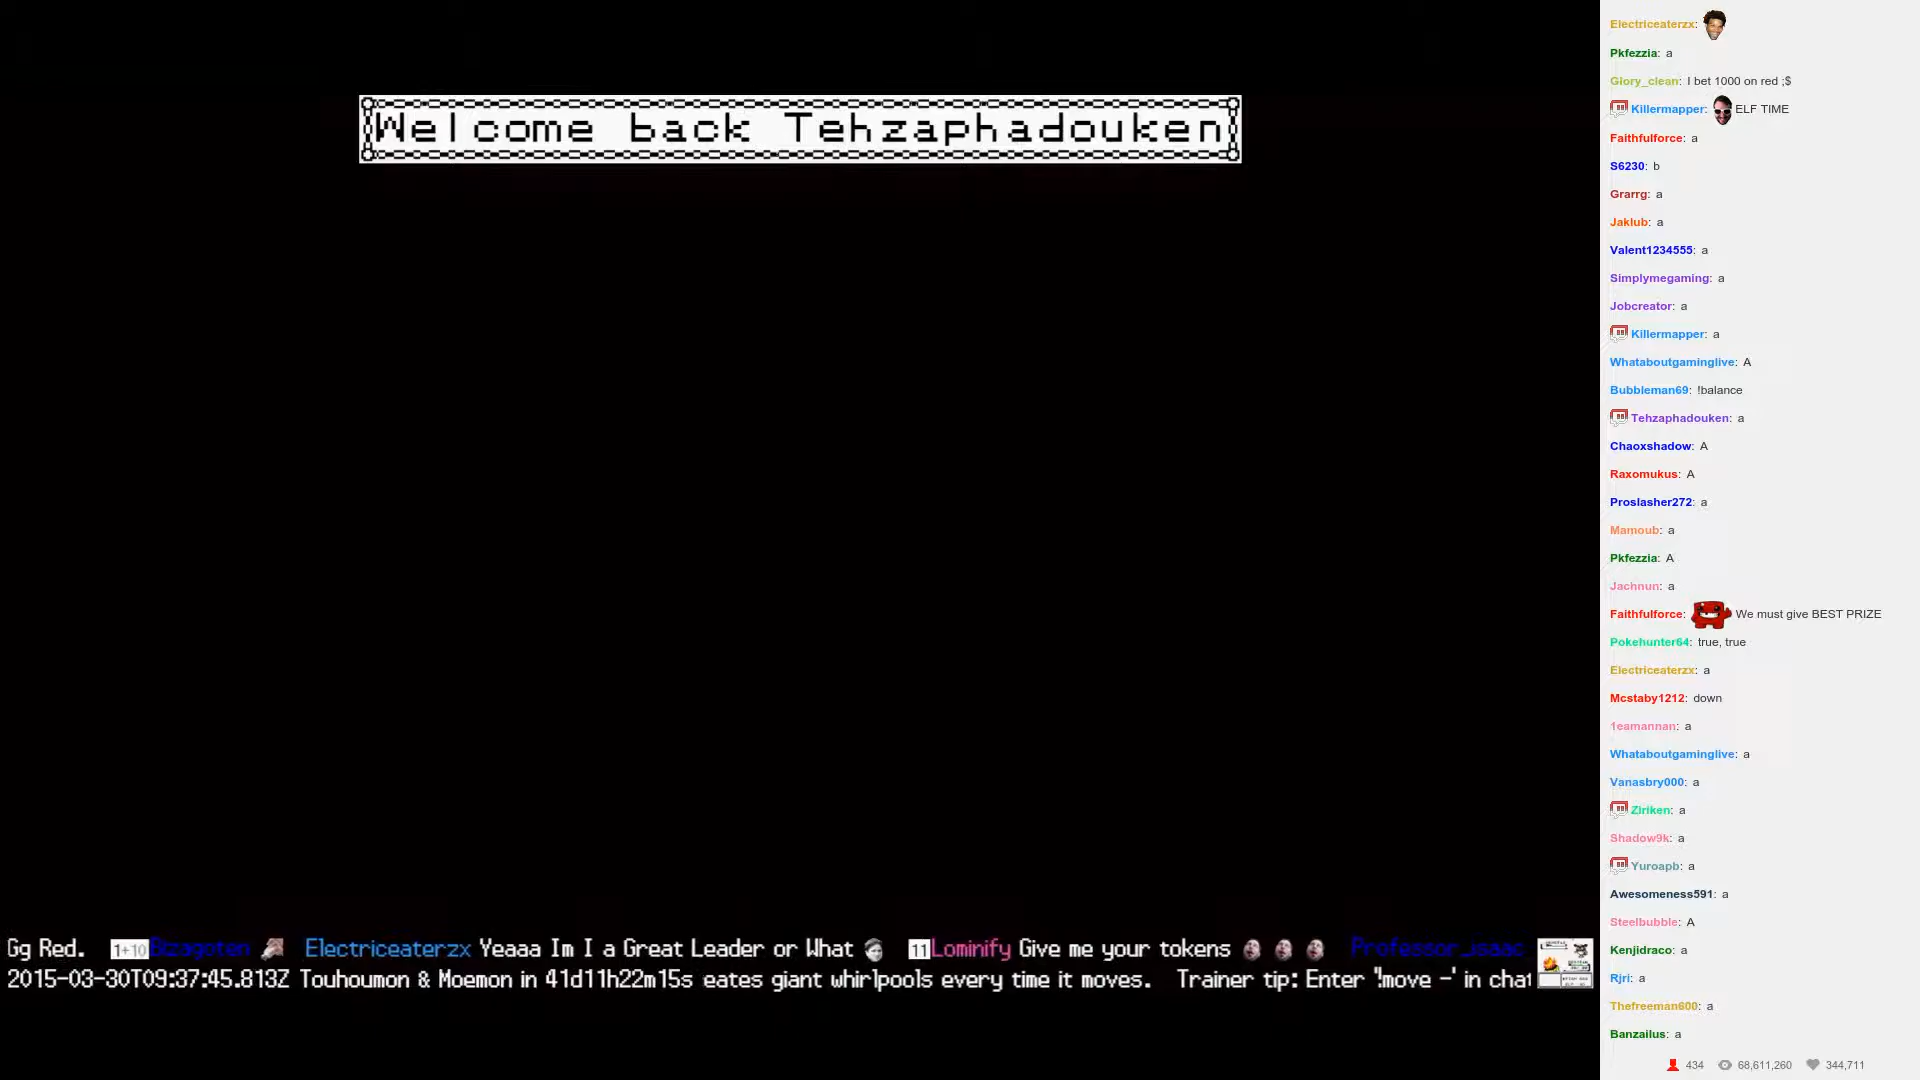 Welcome back Tehzaphadouken
Gg Red. 1+10 Bizagoten Electriceaterzx Yeaaa Im I a Great Leader or What 11 Lominify Give me your tokens Professor_isaac
2015-03-30T09:37:45.813Z Touhoumon & Moemon in 41d11h22m15s eates giant whirlpools every time it moves. Trainer tip: Enter '!move -' in chat
Electriceaterzx:
Pkfezzia: a
Glory_clean: I bet 1000 on red ;$
Killermapper: ELF TIME
Faithfulforce: a
S6230: b
Grarrg: a
Jaklub: a
Valent1234555: a
Simplymegaming: a
Jobcreator: a
Killermapper: a
Whataboutgaminglive: A
Bubbleman69: !balance
Tehzaphadouken: a
Chaoxshadow: A
Raxomukus: A
Proslasher272: a
Mamoub: a
Pkfezzia: A
Jachnun: a
Faithfulforce: We must give BEST PRIZE
Pokehunter64: true, true
Electriceaterzx: a
Mcstaby1212: down
1eamannan: a
Whataboutgaminglive: a
Vanasbry000: a
Ziriken: a
Shadow9k: a
Yuroapb: a
Awesomeness591: a
Steelbubble: A
Kenjidraco: a
Rjri: a
Thefreeman600: a
Banzailus: a
434 68,611,260 344,711